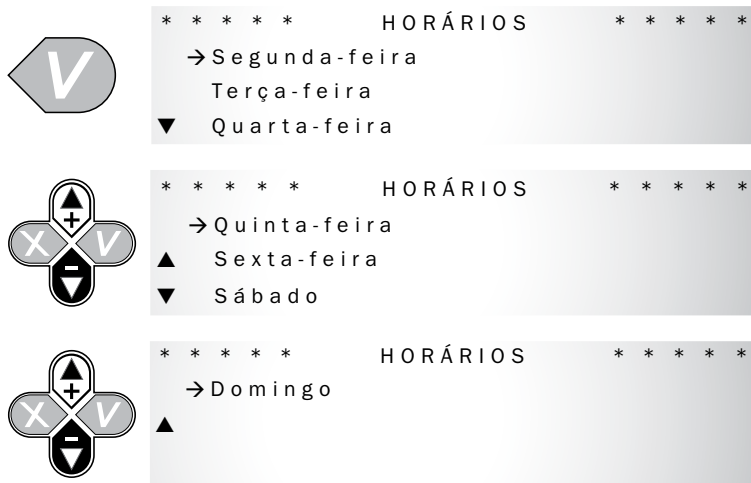 V
* * * * * HORÁRIOS * * * * *
→Segunda-feira
Terça-feira
▼ Quarta-feira
+
X V
-
* * * * * HORÁRIOS * * * * *
→Quinta-feira
▲ Sexta-feira
▼ Sábado
+
X V
-
* * * * * HORÁRIOS * * * * *
→Domingo
▲